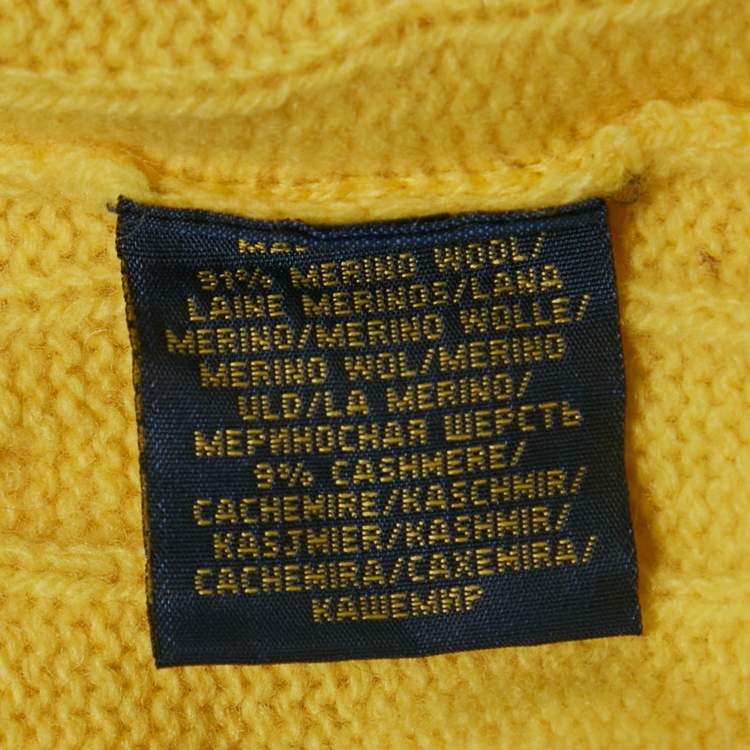 91% MERINO WOOL/
LAINE MERINOS/LANA
MERINO/MERINO WOLLE/
MERINO WOL/MERINO
ULD/LA MERINO/
МЕРИНОСНАЯ ШЕРСТЬ
9% CASHMERE/
CACHEMIRE/KASCHMIR/
KASJMIER/KASHMIR/
CACHEMIRA/CAXEMIRA/
КАШЕМИР